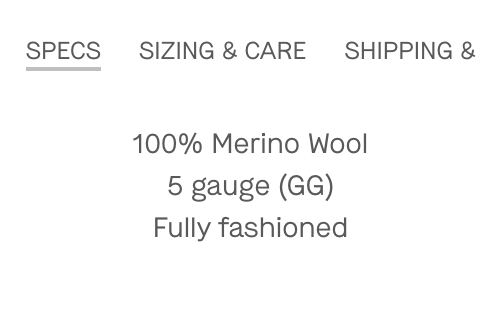 SPECS SIZING & CARE SHIPPING &
100% Merino Wool
5 gauge (GG)
Fully fashioned